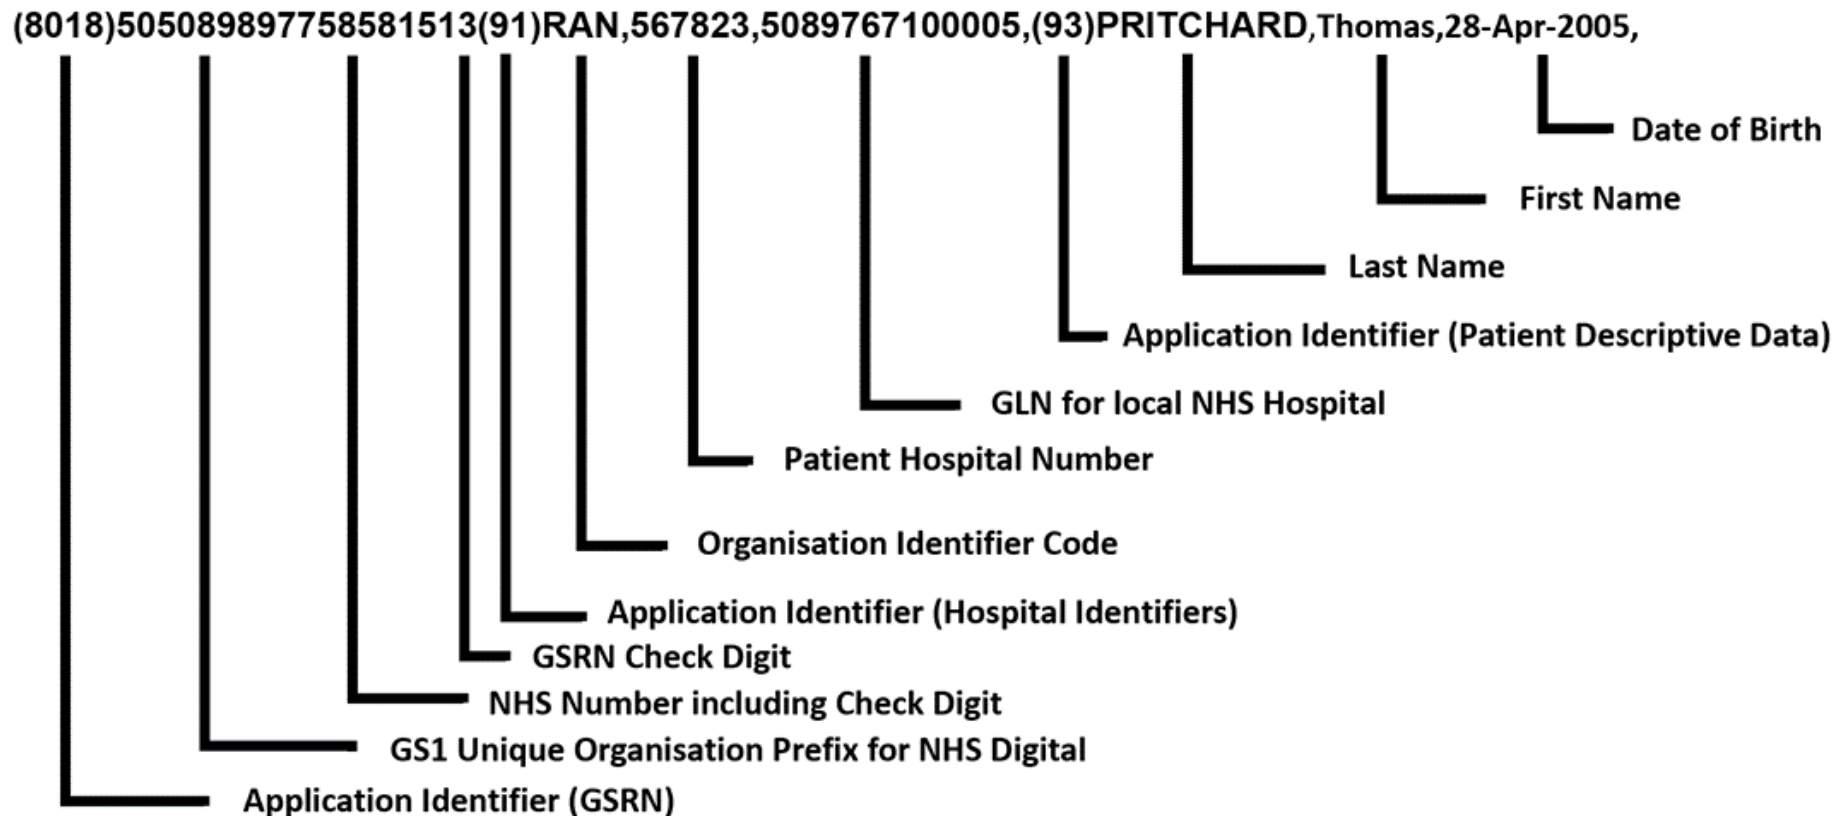 (8018)505089897758581513(91)RAN,567823,5089767100005,(93)PRITCHARD,Thomas,28-Apr-2005,
Date of Birth
First Name
Last Name
Application Identifier (Patient Descriptive Data)
GLN for local NHS Hospital
Patient Hospital Number
Organisation Identifier Code
Application Identifier (Hospital Identifiers)
GSRN Check Digit
NHS Number including Check Digit
GS1 Unique Organisation Prefix for NHS Digital
Application Identifier (GSRN)